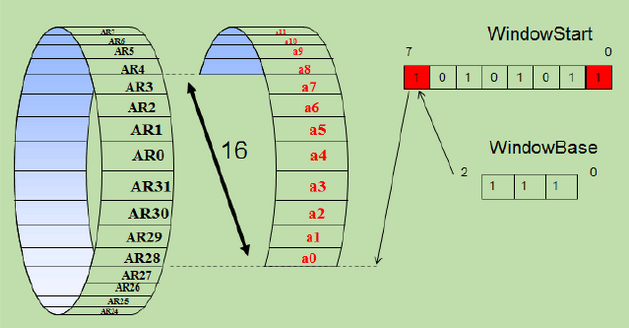 AR7
AR6
AR5
AR4
AR3
AR2
AR1
AR0
AR31
AR30
AR29
AR28
AR27
AR26
AR25
AR24
a11
a10
a9
a8
a7
a6
a5
a4
a3
a2
a1
a0
16
WindowStart
7 0
1 0 1 0 1 0 1 1
WindowBase
2 0
1 1 1